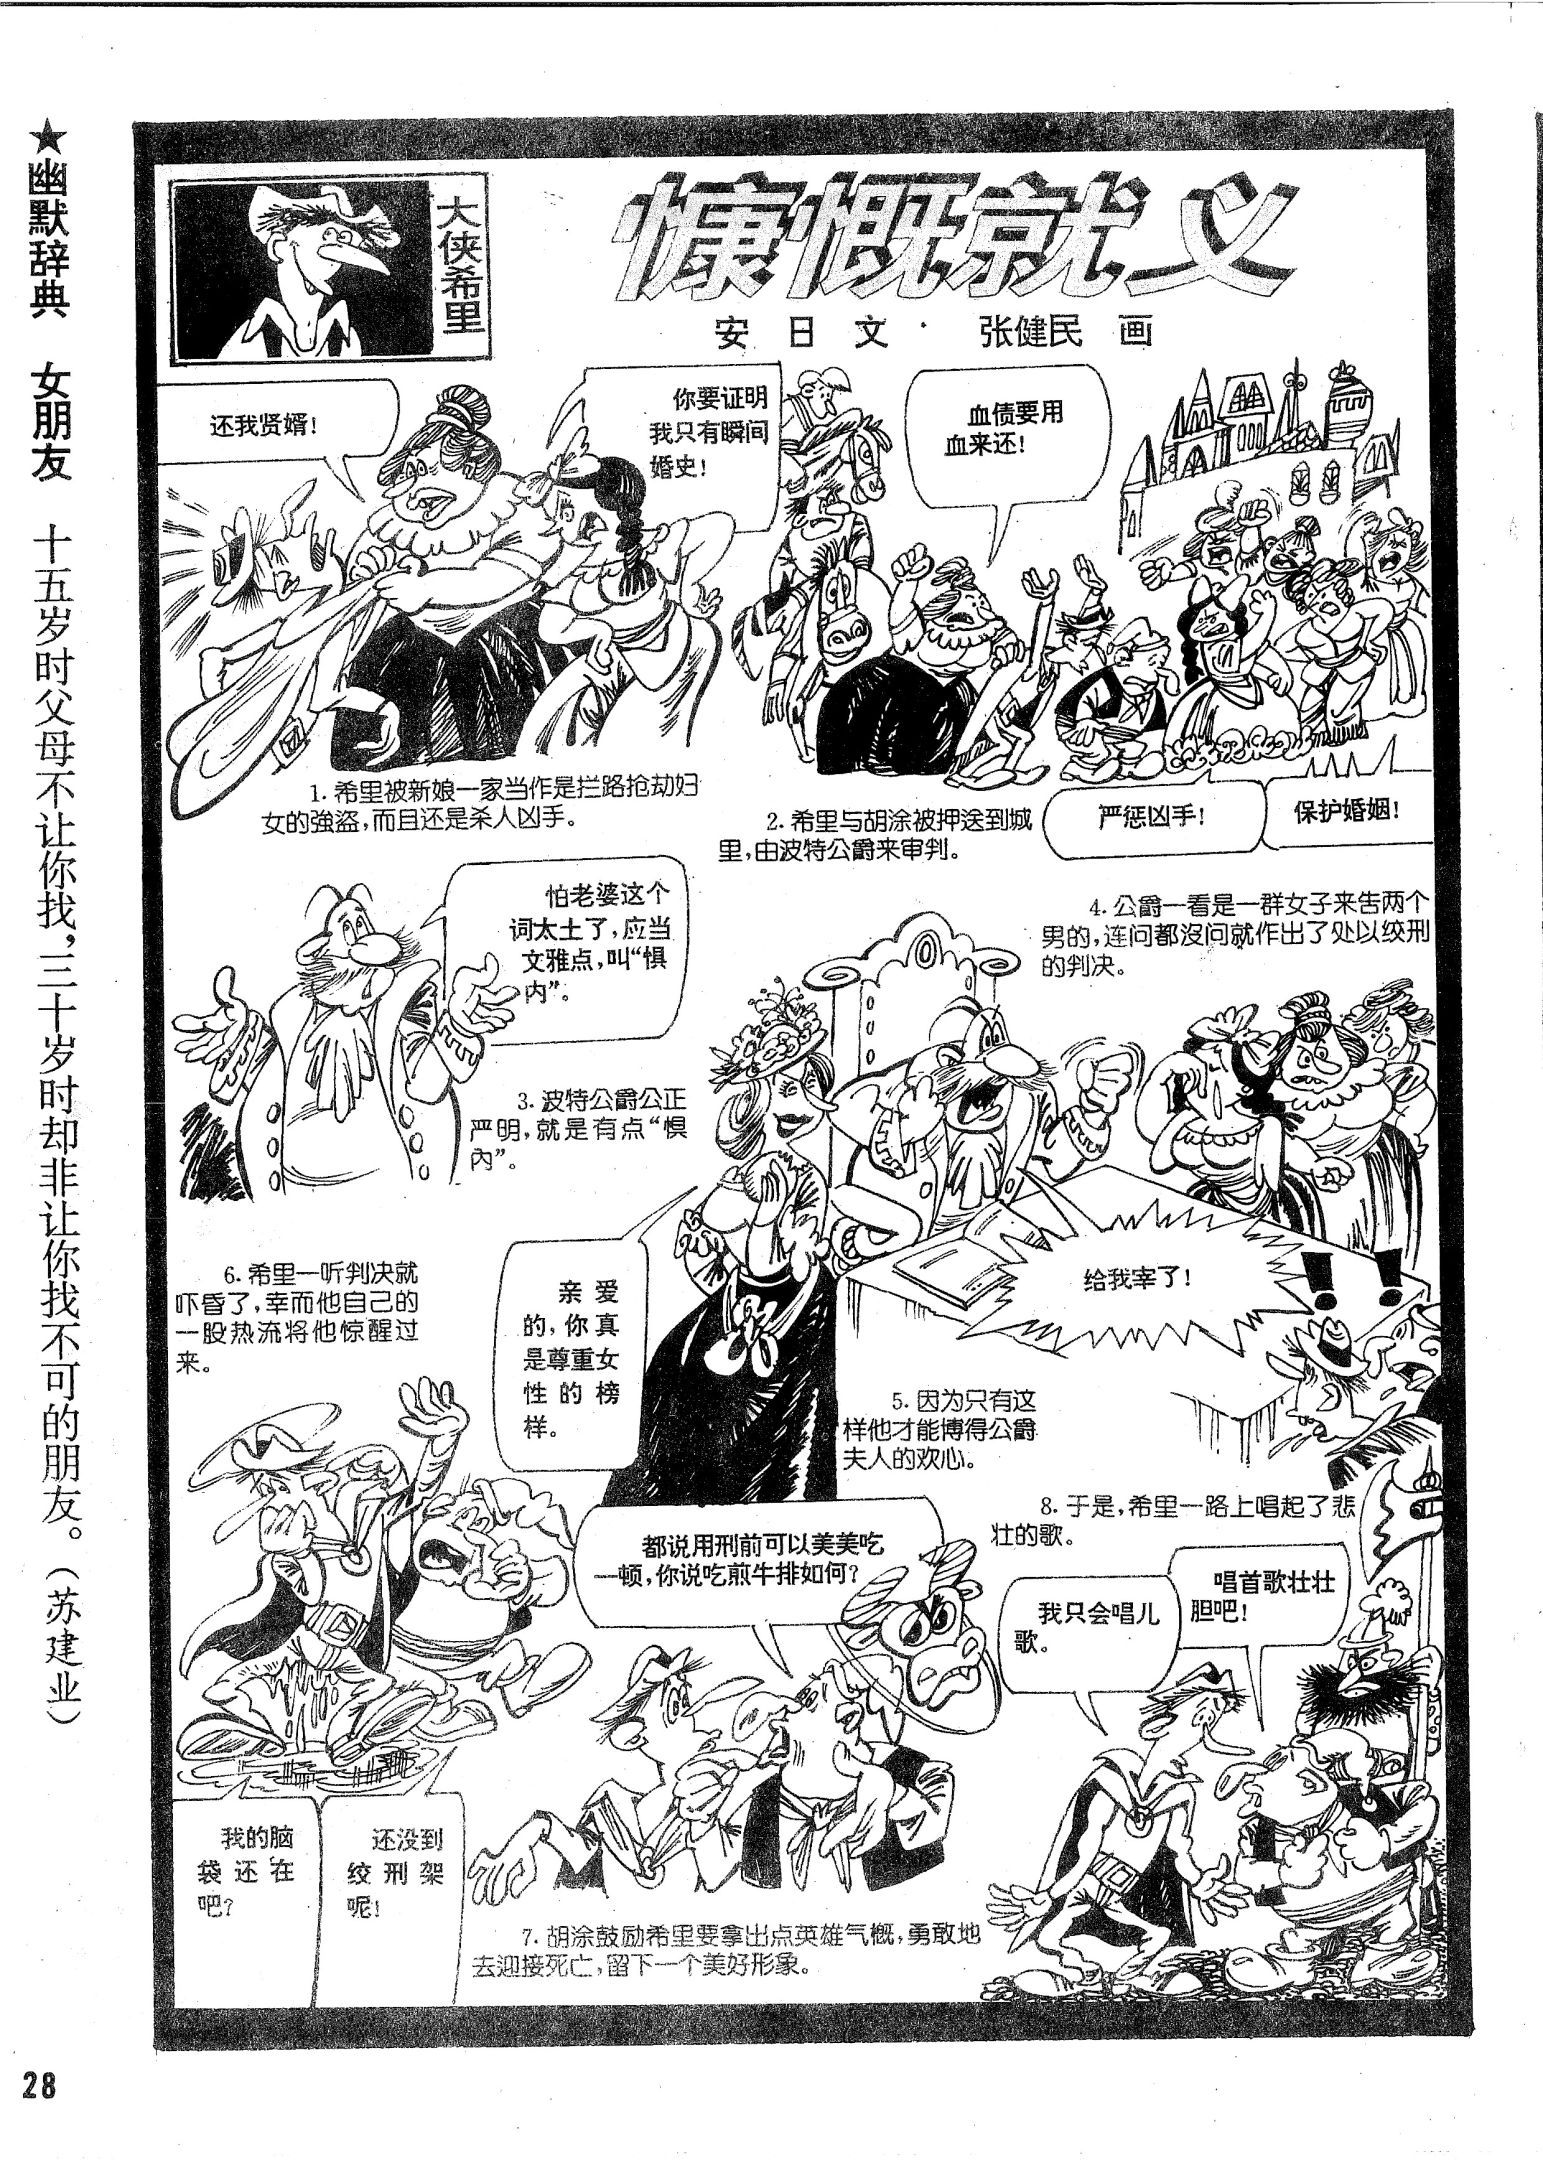 ★幽默辞典 女朋友 十五岁时父母不让你找，三十岁时却非让你找不可的朋友。（苏建业）
大侠希里
慷慨就义
安日文·张健民画
还我贤婿！
你要证明
我只有瞬间
婚史！
1. 希里被新娘一家当作是拦路抢劫妇
女的強盗，而且还是杀人凶手。
血债要用
血来还！
2. 希里与胡涂被押送到城
里，由波特公爵来审判。
严惩凶手！
保护婚姻！
怕老婆这个
词太土了，应当
文雅点，叫“惧
内”。
3. 波特公爵公正
严明，就是有点“惧
内”。
4. 公爵一看是一群女子来告两个
男的，连问都沒问就作出了处以绞刑
的判决。
给我宰了！
亲爱
的，你真
是尊重女
性的榜
样。
5. 因为只有这
样他才能博得公爵
夫人的欢心。
6. 希里一听判决就
吓昏了，幸而他自己的
一股热流将他惊醒过
来。
我的脑
袋还在
吧？
还没到
绞刑架
呢！
都说用刑前可以美美吃
一顿，你说吃煎牛排如何？
7. 胡涂鼓励希里要拿出点英雄气概，勇敢地
去迎接死亡，留下一个美好形象。
8. 于是，希里一路上唱起了悲
壮的歌。
唱首歌壮壮
胆吧！
我只会唱儿
歌。
28